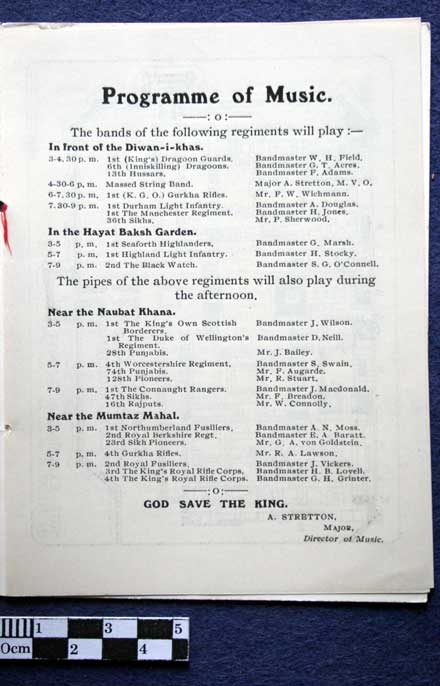 Programme of Music.
——: o :——
The bands of the following regiments will play :—
In front of the Diwan-i-khas.
3-4, 30 p. m. 1st (King's) Dragoon Guards, Bandmaster W. H. Field,
6th (Inniskilling) Dragoons. Bandmaster G. T. Acres,
13th Hussars, Bandmaster F. Adams.
4-30-6 p, m. Massed String Band. Major A. Stretton, M. V. O,
6-7,30 p, m, 1st (K. G. O.) Gurkha Rifles. Mr. F. W. Wichmann.
7.30-9 p. m. 1st Durham Light Infantry. Bandmaster A. Douglas,
1st The Manchester Regiment. Bandmaster H. Jones,
36th Sikhs, Mr. P. Sherwood,
In the Hayat Baksh Garden.
3-5 p, m, 1st Seaforth Highlanders, Bandmaster G. Marsh.
5-7 p. m, 1st Highland Light Infantry. Bandmaster H. Stocky.
7-9 p. m. 2nd The Black Watch. Bandmaster S. G. O'Connell.
The pipes of the above regiments will also play during
the afternoon,
Near the Naubat Khana.
3-5 p. m, 1st The King's Own Scottish Bandmaster J, Wilson.
Borderers,
1st The Duke of Wellington's Bandmaster D, Neill.
Regiment.
28th Punjabis. Mr. J. Bailey.
5-7 p. m, 4th Worcestershire Regiment, Bandmaster S, Swain,
74th Punjabis, Mr, F. Augarde.
128th Pioneers, Mr, R. Stuart,
7-9 p, m. 1st The Connaught Rangers. Bandmaster J. Macdonald.
47th Sikhs. Mr. F. Breadon,
16th Rajputs. Mr. W. Connolly,
Near the Mumtaz Mahal.
3-5 p. m, 1st Northumberland Fusiliers, Bandmaster A. N, Moss.
2nd Royal Berkshire Regt, Bandmaster E. A. Baratt.
23rd Sikh Pioneers. Mr. G, A, von Goldstein,
5-7 p, m. 4th Gurkha Rifles. Mr. R. A. Lawson,
7-9 p. m, 2nd Royal Fusiliers, Bandmaster J. Vickers.
3rd The King's Royal Rifle Corps, Bandmaster H. B. Lovell.
4th The King's Royal Rifle Corps. Bandmaster G. H, Grinter.
——:O:——
GOD SAVE THE KING.
A. STRETTON,
MAJOR,
Director of Music.
1 3 5
0cm 2 4